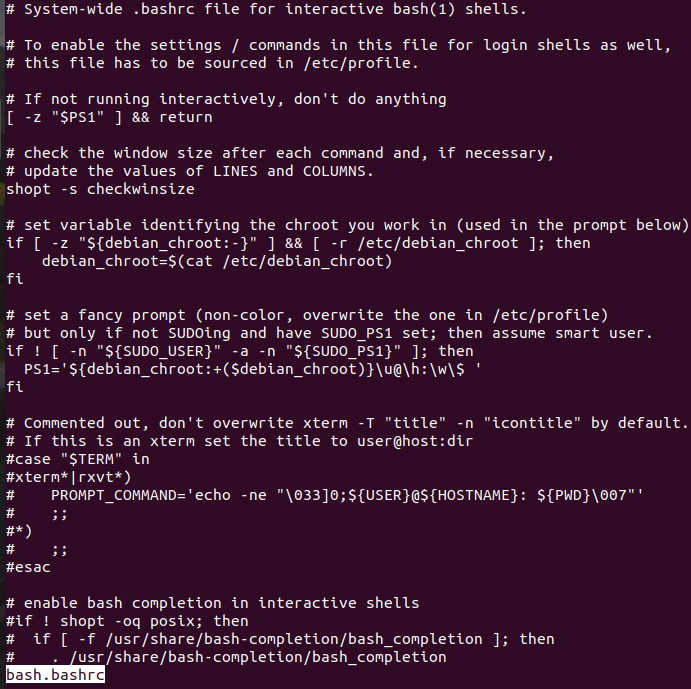 # System-wide .bashrc file for interactive bash(1) shells.

# To enable the settings / commands in this file for login shells as well,
# this file has to be sourced in /etc/profile.

# If not running interactively, don't do anything
[ -z "$PS1" ] && return

# check the window size after each command and, if necessary,
# update the values of LINES and COLUMNS.
shopt -s checkwinsize

# set variable identifying the chroot you work in (used in the prompt below)
if [ -z "${debian_chroot:-}" ] && [ -r /etc/debian_chroot ]; then
    debian_chroot=$(cat /etc/debian_chroot)
fi

# set a fancy prompt (non-color, overwrite the one in /etc/profile)
# but only if not SUDOing and have SUDO_PS1 set; then assume smart user.
if ! [ -n "${SUDO_USER}" -a -n "${SUDO_PS1}" ]; then
  PS1='${debian_chroot:+($debian_chroot)}\u@\h:\w\$ '
fi

# Commented out, don't overwrite xterm -T "title" -n "icontitle" by default.
# If this is an xterm set the title to user@host:dir
#case "$TERM" in
#xterm*|rxvt*)
#    PROMPT_COMMAND='echo -ne "\033]0;${USER}@${HOSTNAME}: ${PWD}\007"'
#    ;;
#*)
#    ;;
#esac

# enable bash completion in interactive shells
#if ! shopt -oq posix; then
#  if [ -f /usr/share/bash-completion/bash_completion ]; then
#    . /usr/share/bash-completion/bash_completion
bash.bashrc